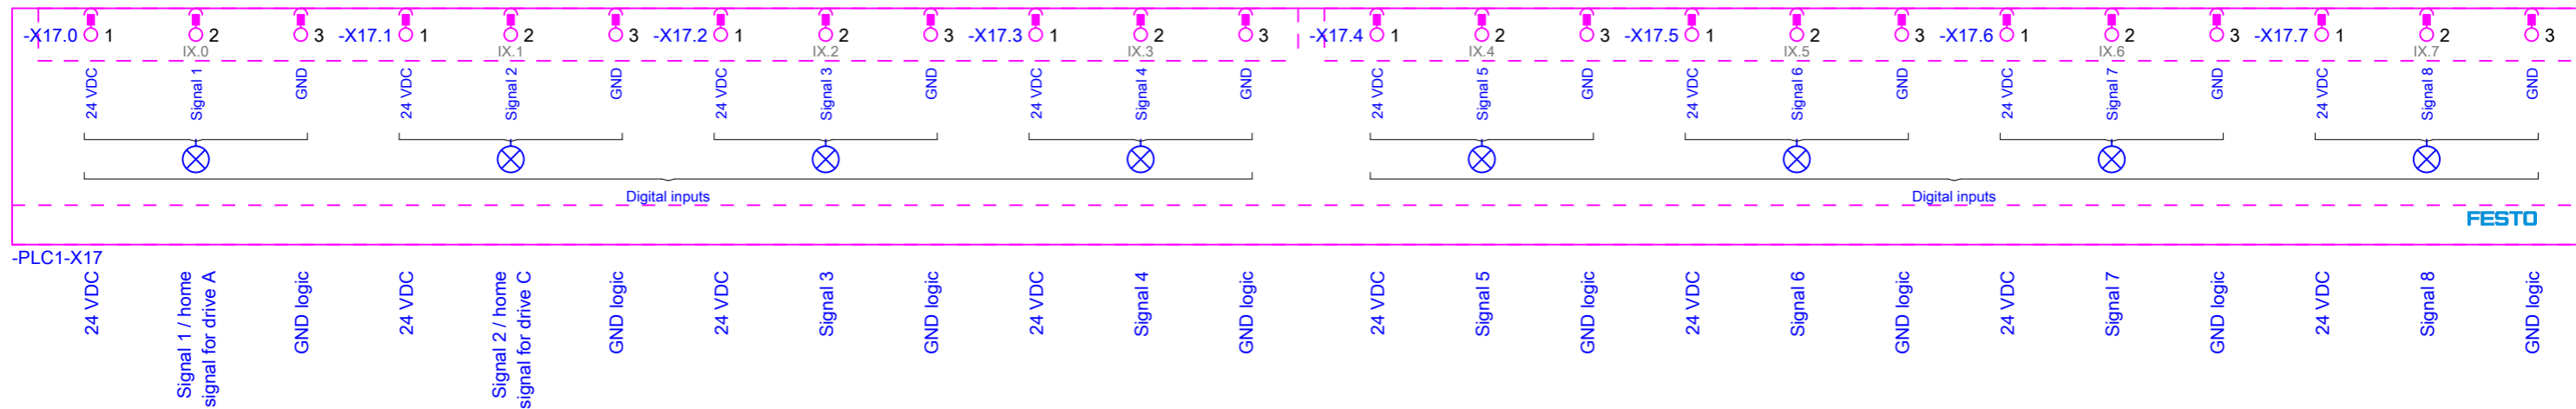 -X17.0 1 2 3 -X17.1 1 2 3 -X17.2 1 2 3 -X17.3 1 2 3 -X17.4 1 2 3 -X17.5 1 2 3 -X17.6 1 2 3 -X17.7 1 2 3
IX.0 IX.1 IX.2 IX.3 IX.4 IX.5 IX.6 IX.7
24 VDC Signal 1 GND 24 VDC Signal 2 GND 24 VDC Signal 3 GND 24 VDC Signal 4 GND 24 VDC Signal 5 GND 24 VDC Signal 6 GND 24 VDC Signal 7 GND 24 VDC Signal 8 GND
Digital inputs Digital inputs
FESTO
-PLC1-X17
24 VDC
Signal 1 / home
signal for drive A
GND logic
24 VDC
Signal 2 / home
signal for drive C
GND logic
24 VDC
Signal 3
GND logic
24 VDC
Signal 4
GND logic
24 VDC
Signal 5
GND logic
24 VDC
Signal 6
GND logic
24 VDC
Signal 7
GND logic
24 VDC
Signal 8
GND logic